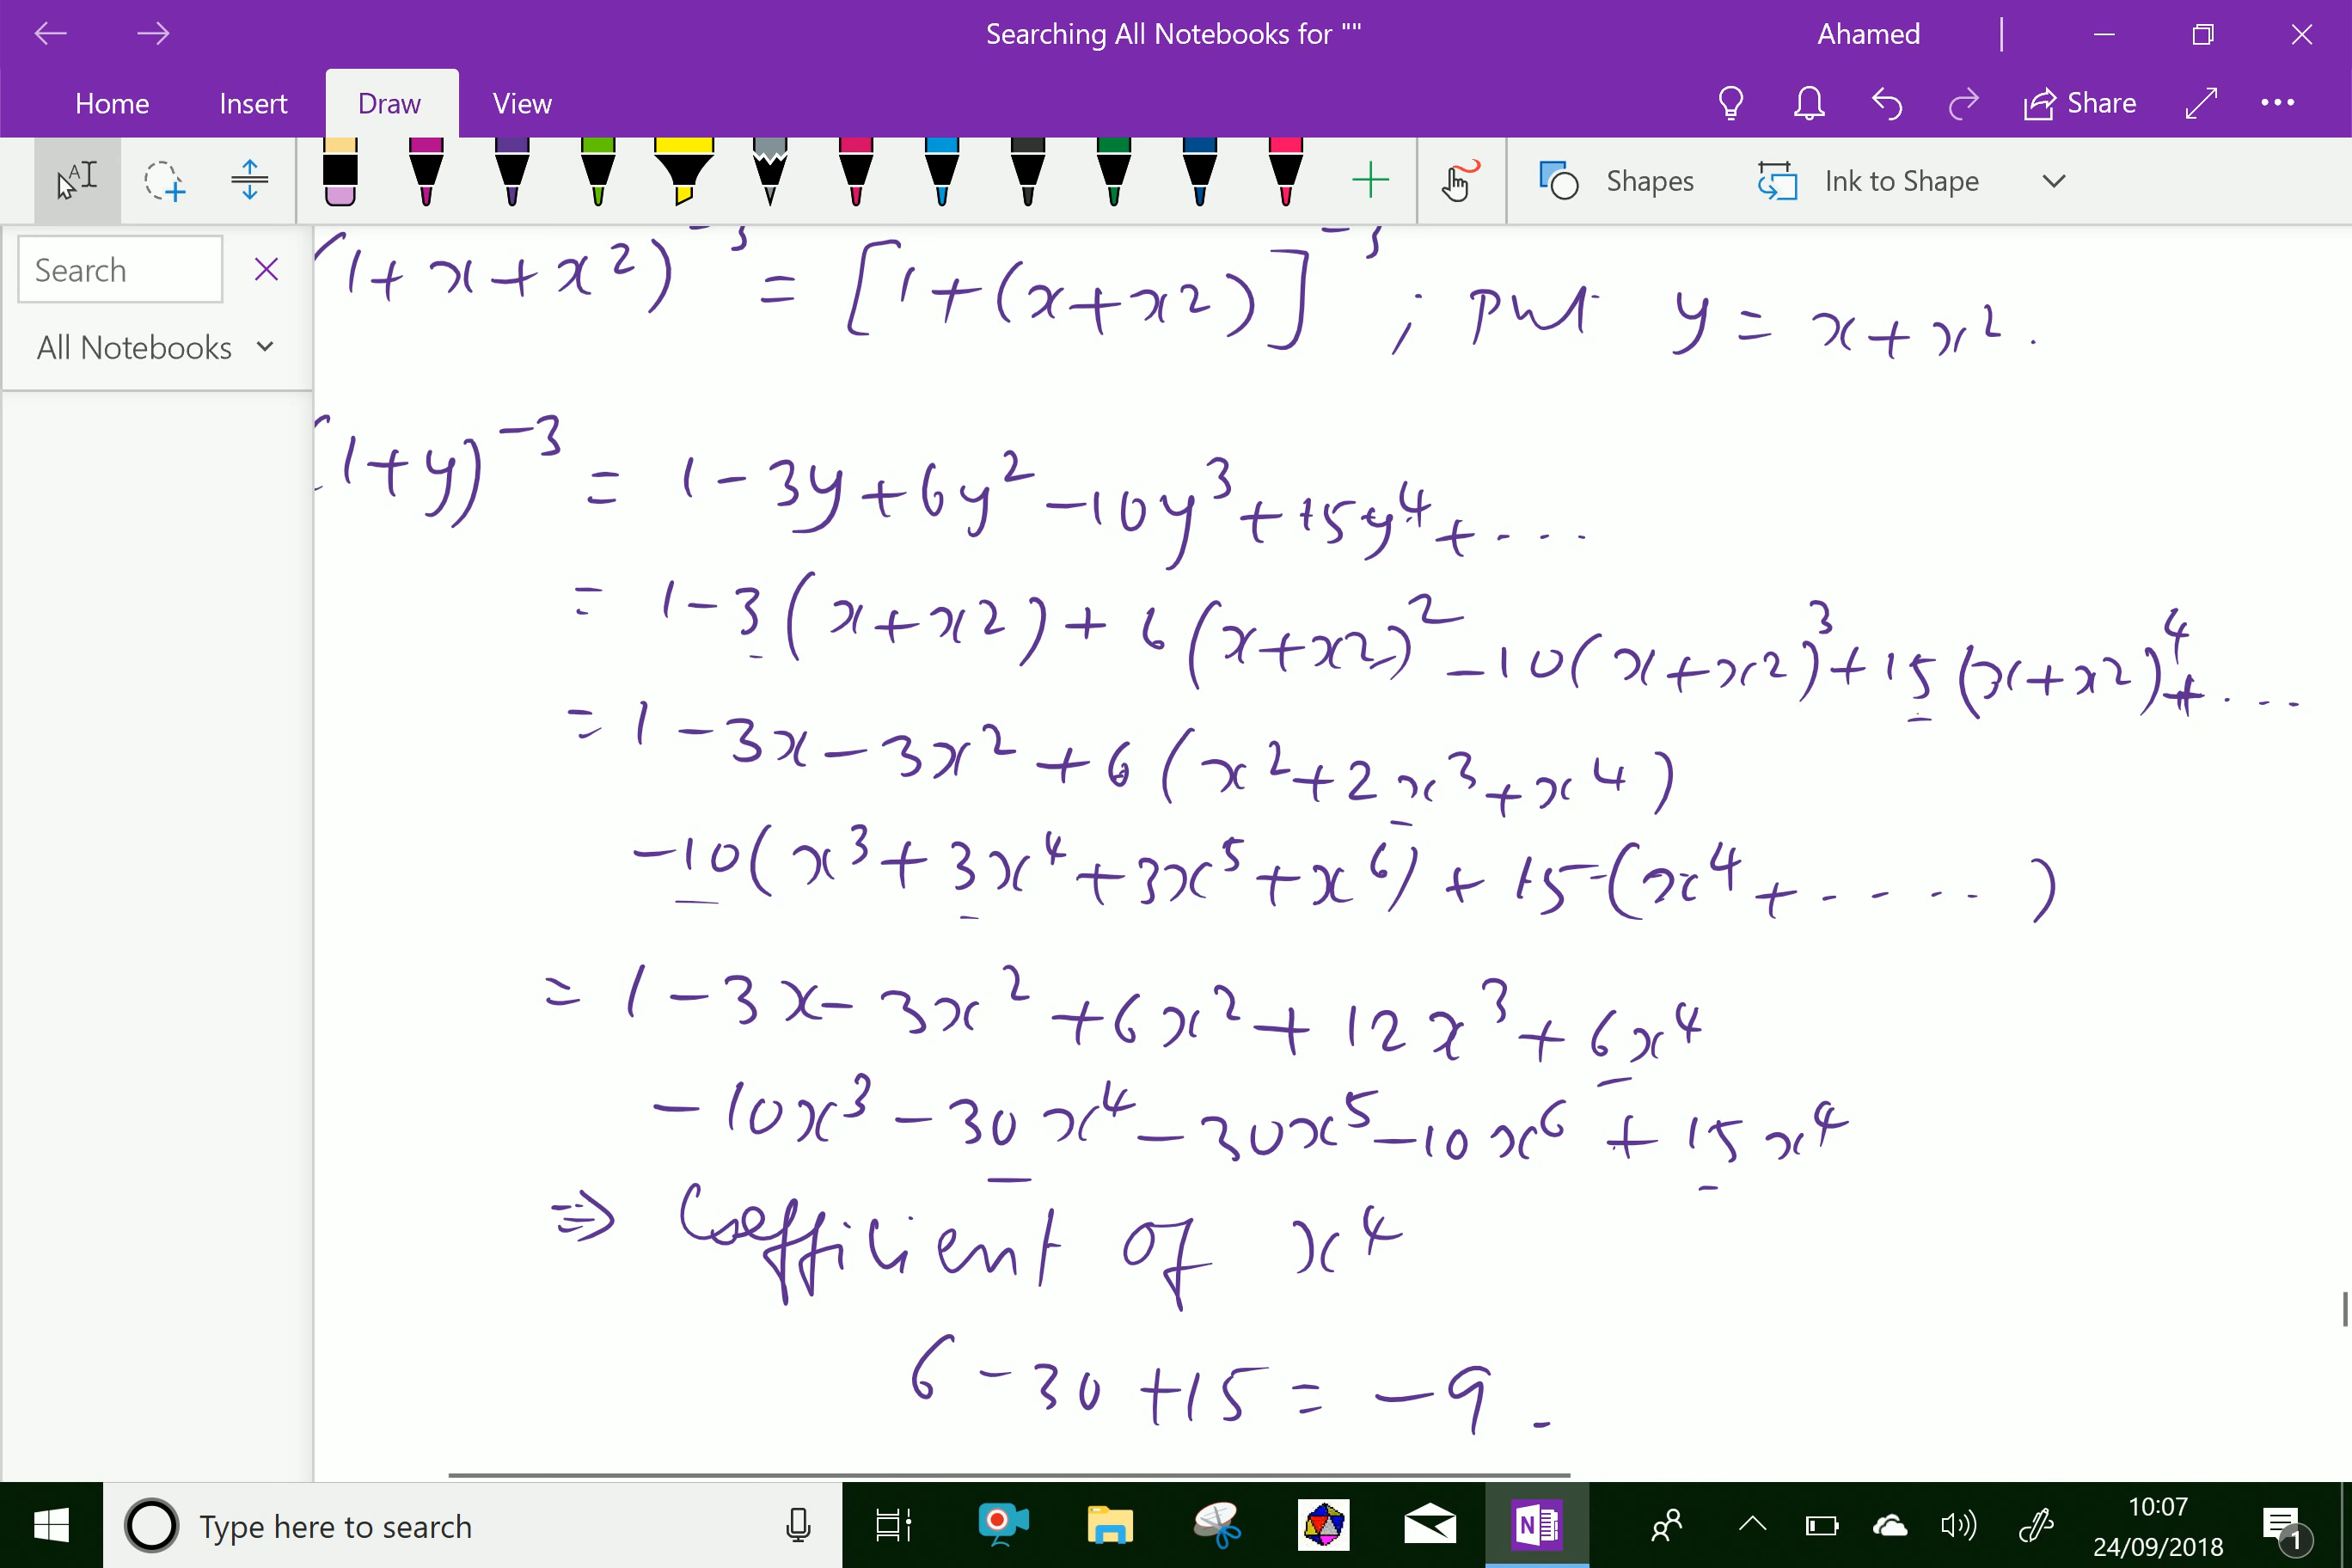 Searching All Notebooks for ""
Ahamed
Home Insert Draw View
Share
Shapes
Ink to Shape
Search
All Notebooks
(1+x+x²)⁻³ = [1+(x+x²)]⁻³ ; put y = x+x².
(1+y)⁻³ = 1-3y+6y²-10y³++15y⁴+...
= 1-3(x+x²)+6(x+x²)²-10(x+x²)³+15(x+x²)⁴+...
= 1-3x-3x²+6(x²+2x³+x⁴)
-10(x³+3x⁴+3x⁵+x⁶)+15(x⁴+.....)
= 1-3x-3x²+6x²+12x³+6x⁴
-10x³-30x⁴-30x⁵-10x⁶+15x⁴
⇒ Coefficient of x⁴
6-30+15 = -9.
Type here to search
N
10:07
24/09/2018
1